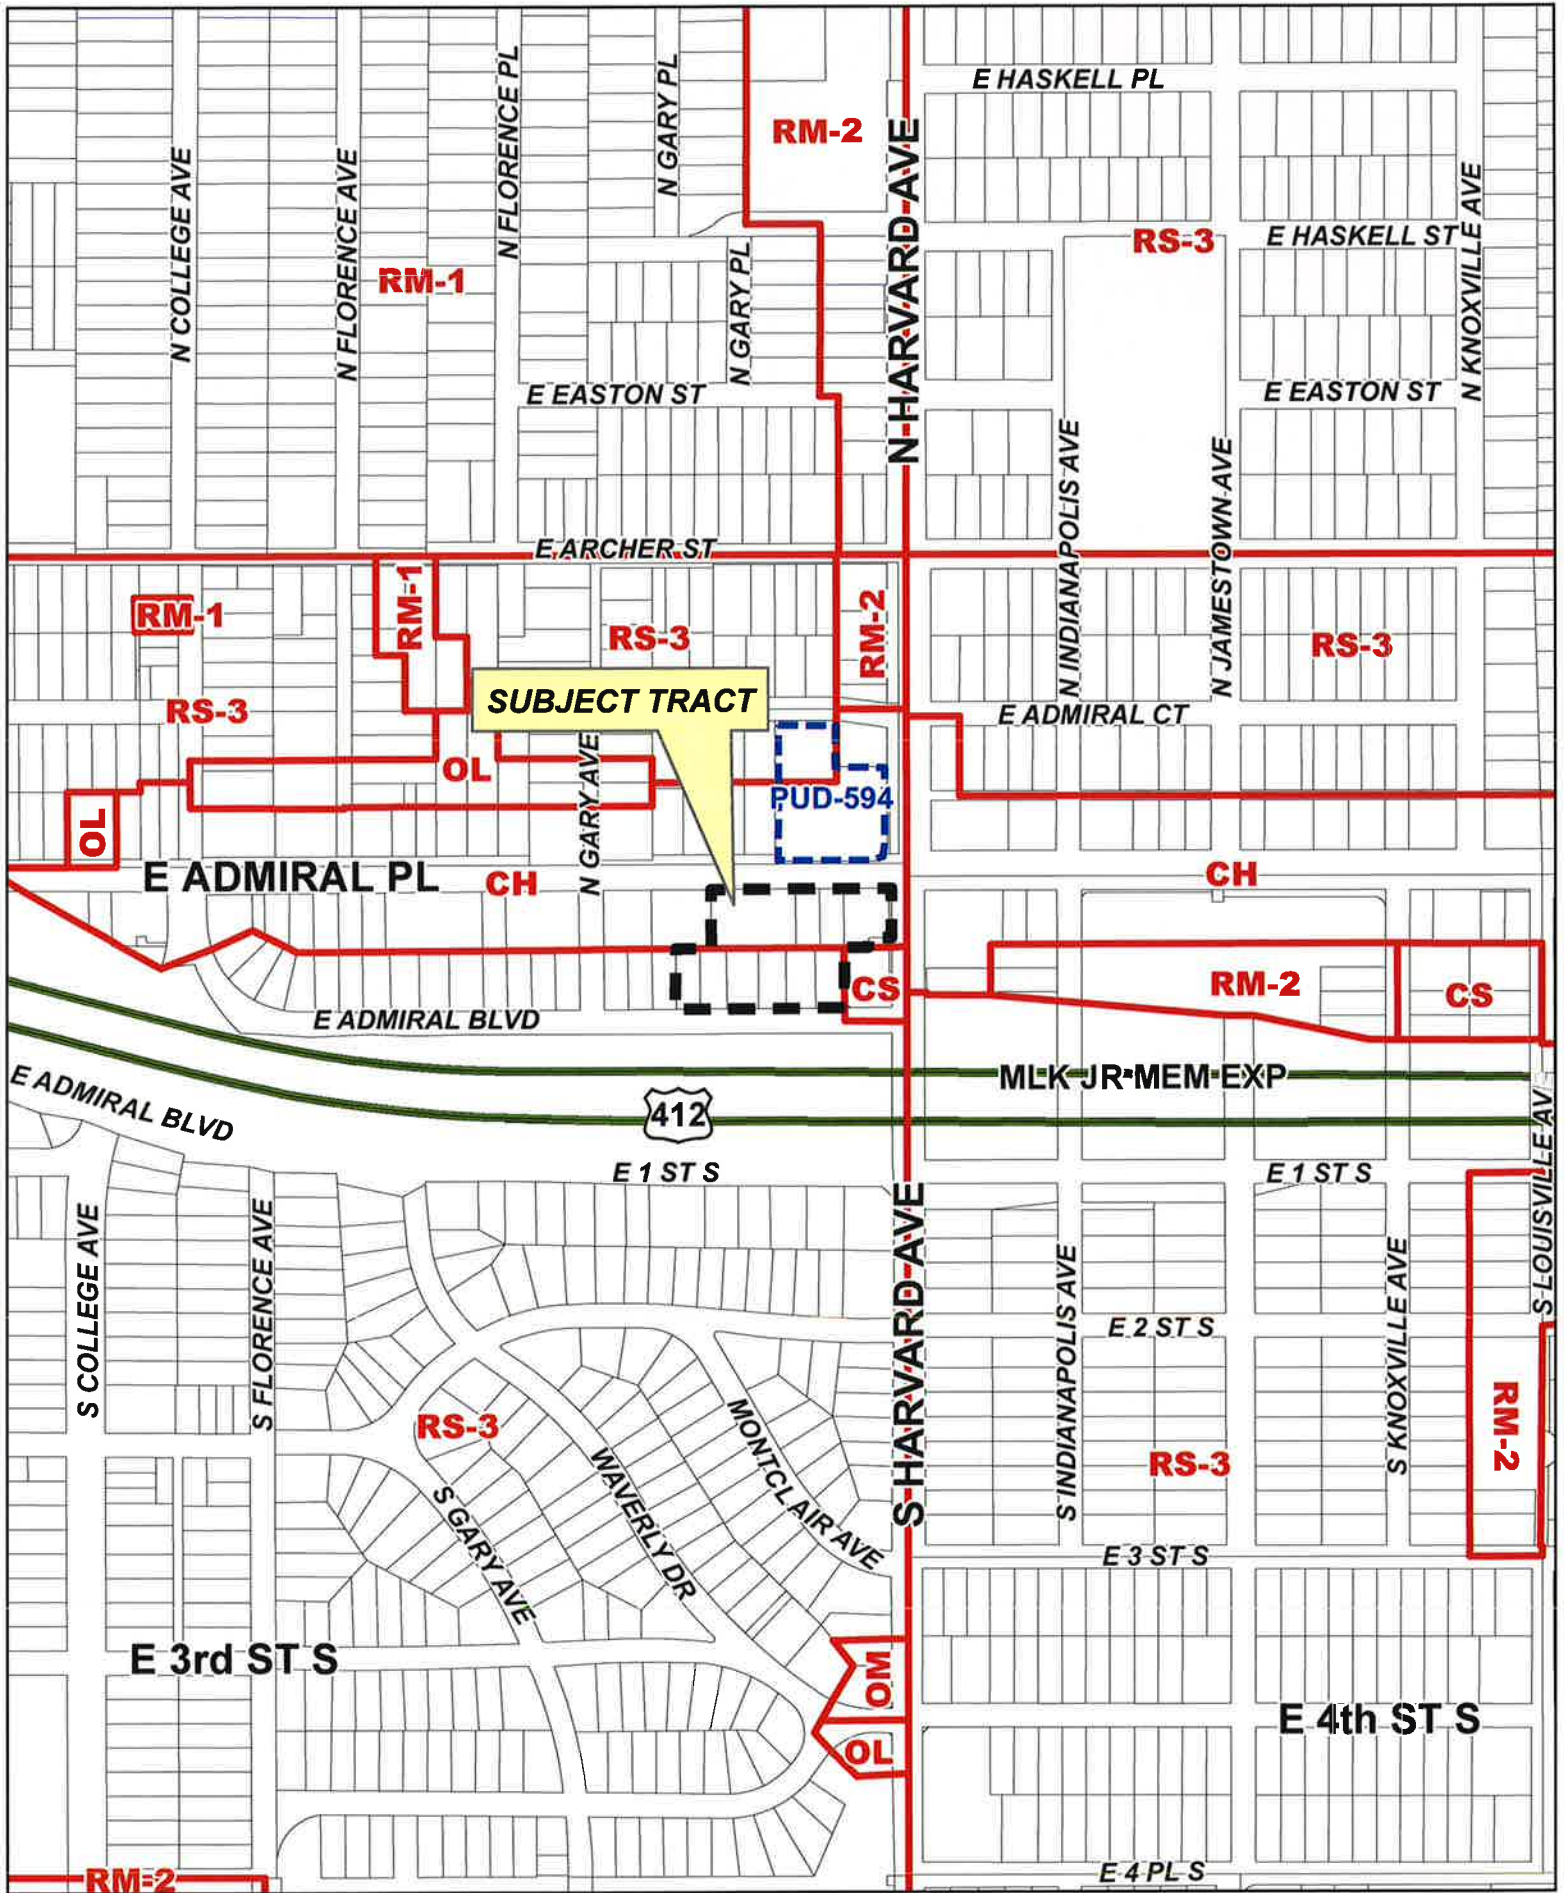 E HASKELL PL
N GARY PL
N FLORENCE PL
RM-2
N HARVARD AVE
N COLLEGE AVE
N FLORENCE AVE
N KNOXVILLE AVE
RS-3
E HASKELL ST
RM-1
N GARY PL
E EASTON ST
E EASTON ST
N INDIANAPOLIS AVE
N JAMESTOWN AVE
E ARCHER ST
RM-1
RM-1
RS-3
RM-2
RS-3
SUBJECT TRACT
RS-3
E ADMIRAL CT
OL
N GARY AVE
PUD-594
OL
E ADMIRAL PL
CH
CH
CS
RM-2
CS
E ADMIRAL BLVD
MLK JR MEM EXP
E ADMIRAL BLVD
412
S LOUISVILLE AV
E 1 ST S
E 1 ST S
S COLLEGE AVE
S FLORENCE AVE
S HARVARD AVE
S INDIANAPOLIS AVE
S KNOXVILLE AVE
E 2 ST S
RS-3
MONTCLAIR AVE
RM-2
WAVERLY DR
RS-3
S GARY AVE
E 3 ST S
E 3rd ST S
OM
E 4th ST S
OL
E 4 PL S
RM-2